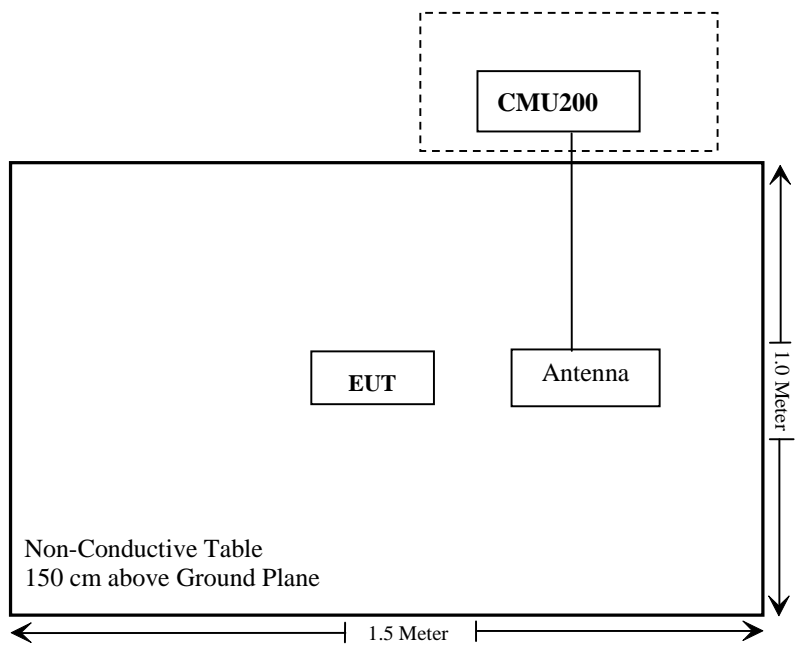 CMU200
EUT
Antenna
1.0 Meter
Non-Conductive Table
150 cm above Ground Plane
1.5 Meter